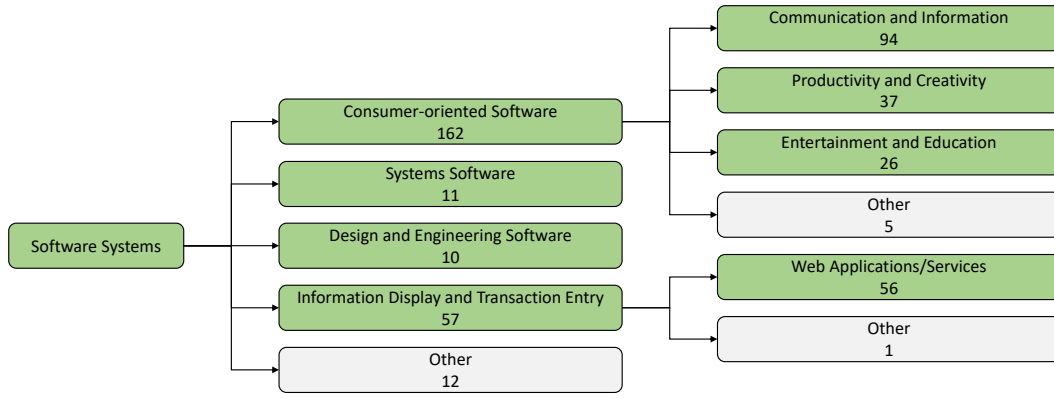 Software Systems
Consumer-oriented Software
162
Systems Software
11
Design and Engineering Software
10
Information Display and Transaction Entry
57
Other
12
Communication and Information
94
Productivity and Creativity
37
Entertainment and Education
26
Other
5
Web Applications/Services
56
Other
1